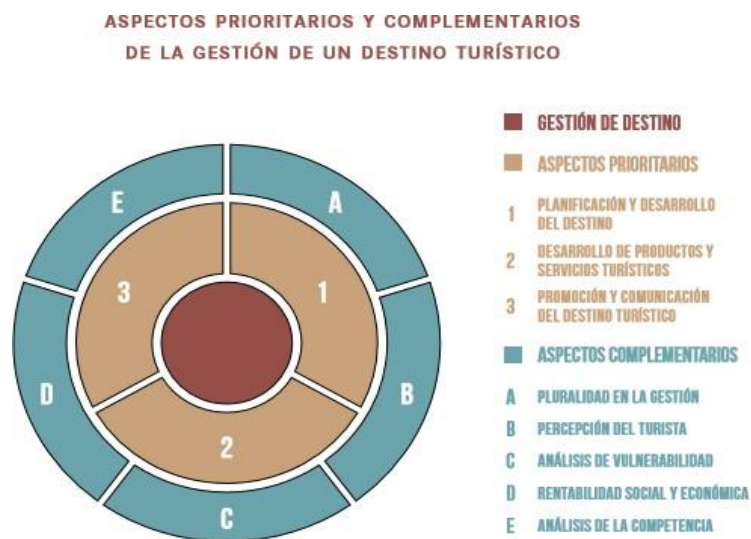 ASPECTOS PRIORITARIOS Y COMPLEMENTARIOS
DE LA GESTIÓN DE UN DESTINO TURÍSTICO
E
A
3
1
D
B
2
C
GESTIÓN DE DESTINO
ASPECTOS PRIORITARIOS
1 PLANIFICACIÓN Y DESARROLLO
DEL DESTINO
2 DESARROLLO DE PRODUCTOS Y
SERVICIOS TURÍSTICOS
3 PROMOCIÓN Y COMUNICACIÓN
DEL DESTINO TURÍSTICO
ASPECTOS COMPLEMENTARIOS
A PLURALIDAD EN LA GESTIÓN
B PERCEPCIÓN DEL TURISTA
C ANÁLISIS DE VULNERABILIDAD
D RENTABILIDAD SOCIAL Y ECONÓMICA
E ANÁLISIS DE LA COMPETENCIA